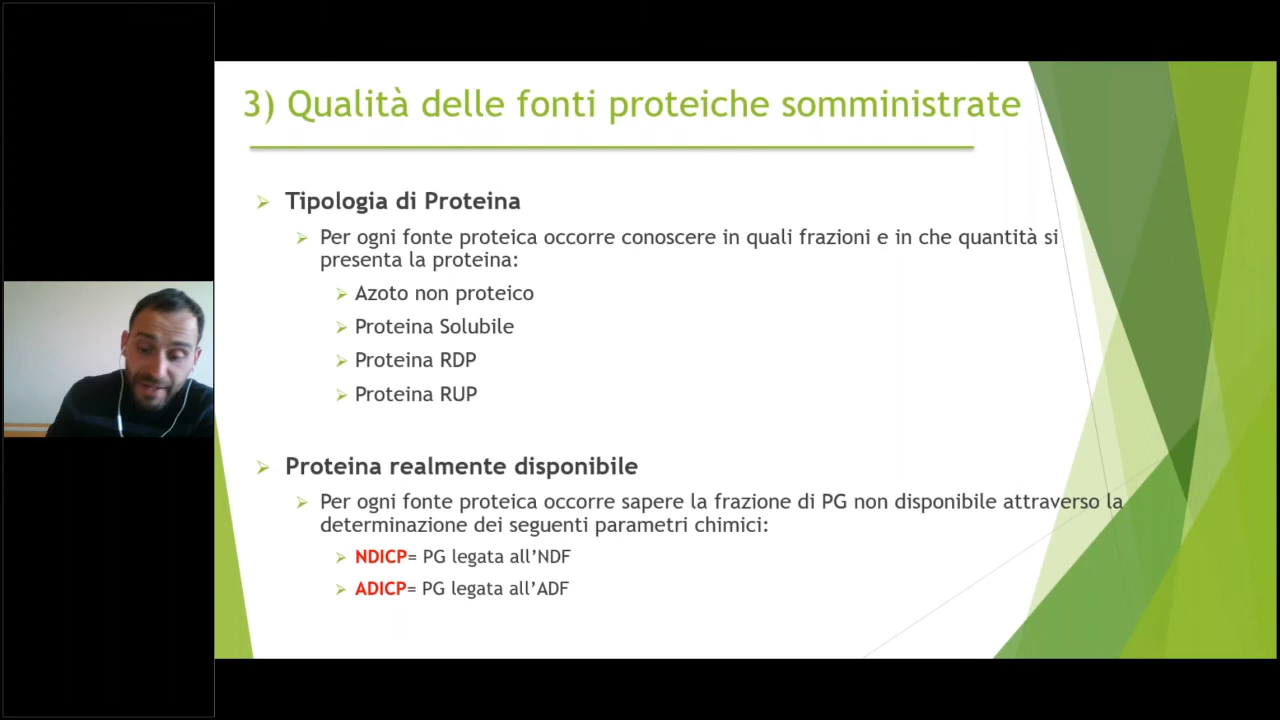 3) Qualità delle fonti proteiche somministrate
Tipologia di Proteina
Per ogni fonte proteica occorre conoscere in quali frazioni e in che quantità si
presenta la proteina:
Azoto non proteico
Proteina Solubile
Proteina RDP
Proteina RUP
Proteina realmente disponibile
Per ogni fonte proteica occorre sapere la frazione di PG non disponibile attraverso la
determinazione dei seguenti parametri chimici:
NDICP= PG legata all’NDF
ADICP= PG legata all’ADF